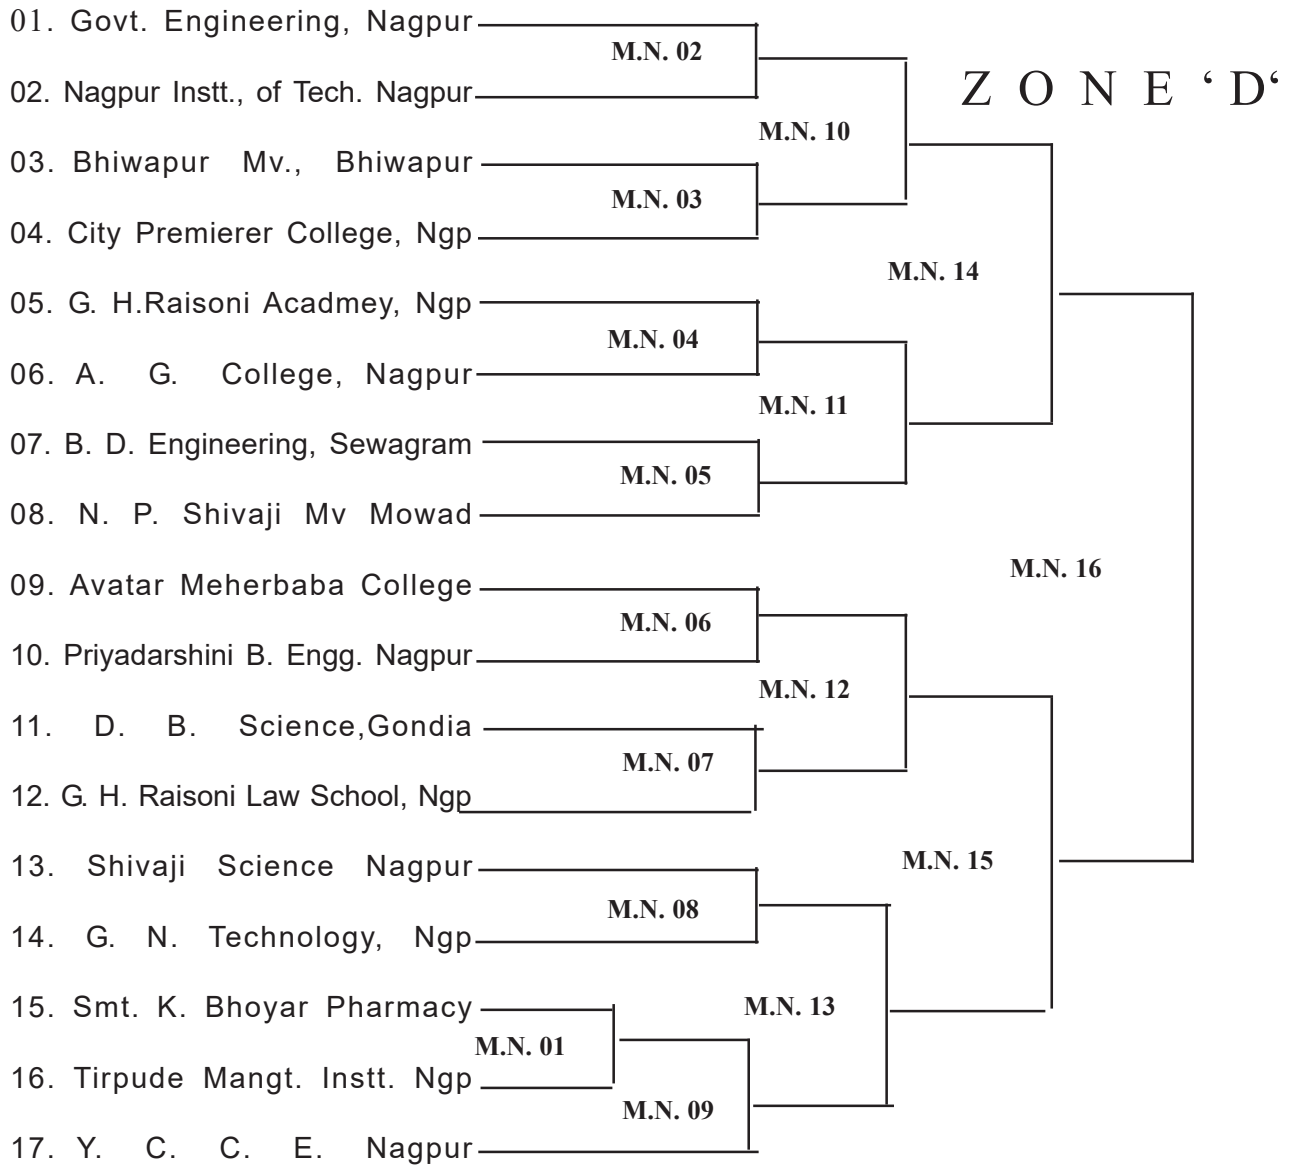 01. Govt. Engineering, Nagpur
M.N. 02
Z O N E ‘ D‘
02. Nagpur Instt., of Tech. Nagpur
M.N. 10
03. Bhiwapur Mv., Bhiwapur
M.N. 03
04. City Premierer College, Ngp
M.N. 14
05. G. H.Raisoni Acadmey, Ngp
M.N. 04
06. A. G. College, Nagpur
M.N. 11
07. B. D. Engineering, Sewagram
M.N. 05
08. N. P. Shivaji Mv Mowad
M.N. 16
09. Avatar Meherbaba College
M.N. 06
10. Priyadarshini B. Engg. Nagpur
M.N. 12
11. D. B. Science,Gondia
M.N. 07
12. G. H. Raisoni Law School, Ngp
M.N. 15
13. Shivaji Science Nagpur
M.N. 08
14. G. N. Technology, Ngp
15. Smt. K. Bhoyar Pharmacy
M.N. 13
M.N. 01
16. Tirpude Mangt. Instt. Ngp
M.N. 09
17. Y. C. C. E. Nagpur